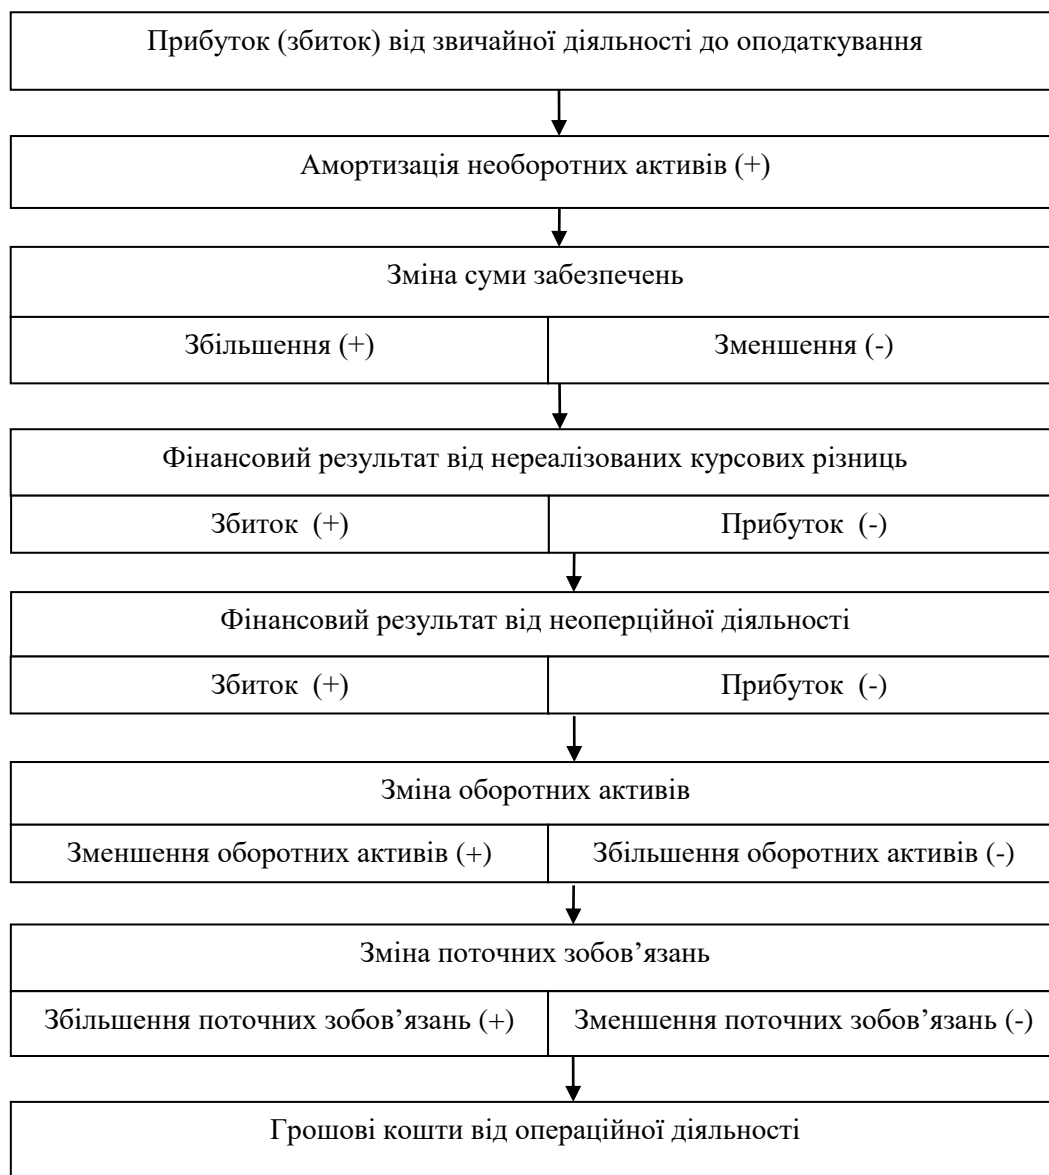 Прибуток (збиток) від звичайної діяльності до оподаткування
Амортизація необоротних активів (+)
Зміна суми забезпечень
Збільшення (+)
Зменшення (-)
Фінансовий результат від нереалізованих курсових різниць
Збиток (+)
Прибуток (-)
Фінансовий результат від неоперційної діяльності
Збиток (+)
Прибуток (-)
Зміна оборотних активів
Зменшення оборотних активів (+)
Збільшення оборотних активів (-)
Зміна поточних зобов’язань
Збільшення поточних зобов’язань (+)
Зменшення поточних зобов’язань (-)
Грошові кошти від операційної діяльності